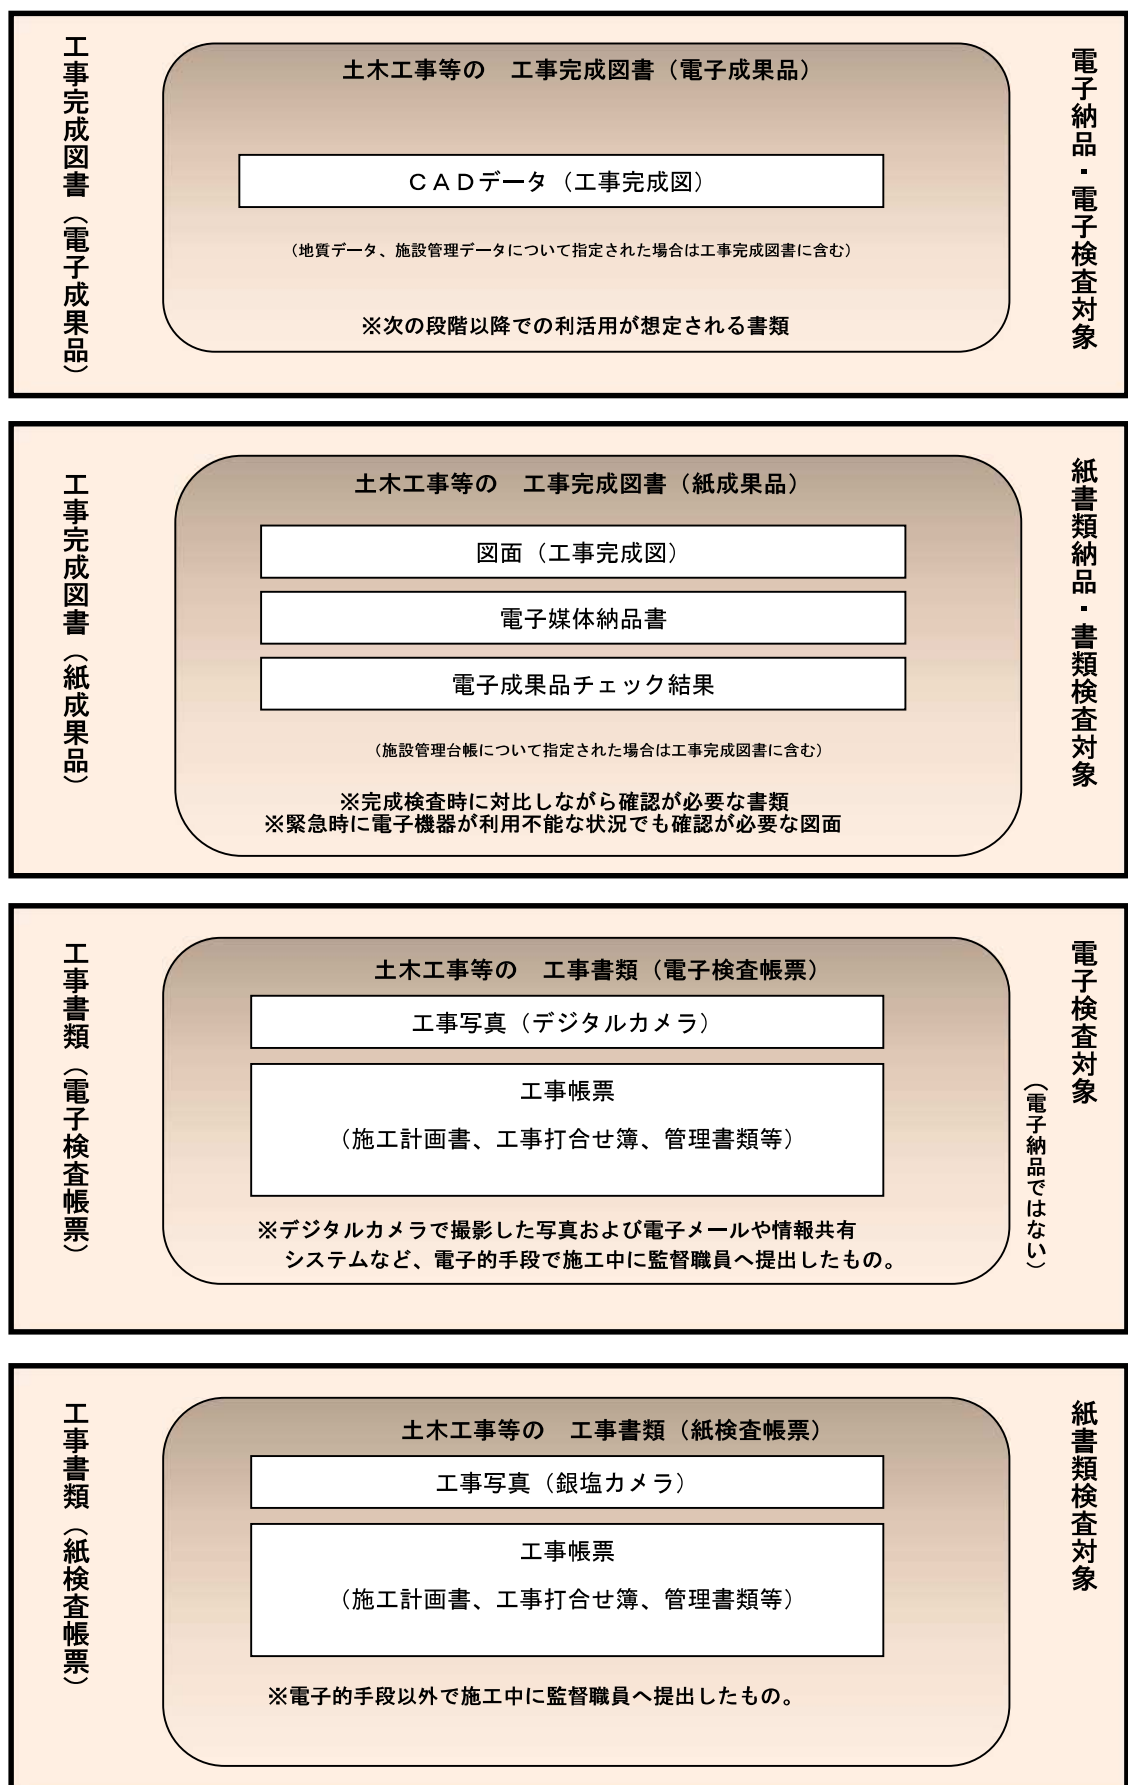 工事完成図書（電子成果品）
土木工事等の　工事完成図書（電子成果品）
ＣＡＤデータ（工事完成図）
（地質データ、施設管理データについて指定された場合は工事完成図書に含む）
※次の段階以降での利活用が想定される書類
電子納品・電子検査対象
工事完成図書（紙成果品）
土木工事等の　工事完成図書（紙成果品）
図面（工事完成図）
電子媒体納品書
電子成果品チェック結果
（施設管理台帳について指定された場合は工事完成図書に含む）
※完成検査時に対比しながら確認が必要な書類
※緊急時に電子機器が利用不能な状況でも確認が必要な図面
紙書類納品・書類検査対象
工事書類（電子検査帳票）
土木工事等の　工事書類（電子検査帳票）
工事写真（デジタルカメラ）
工事帳票
（施工計画書、工事打合せ簿、管理書類等）
※デジタルカメラで撮影した写真および電子メールや情報共有
システムなど、電子的手段で施工中に監督職員へ提出したもの。
電子検査対象
（電子納品ではない）
工事書類（紙検査帳票）
土木工事等の　工事書類（紙検査帳票）
工事写真（銀塩カメラ）
工事帳票
（施工計画書、工事打合せ簿、管理書類等）
※電子的手段以外で施工中に監督職員へ提出したもの。
紙書類検査対象